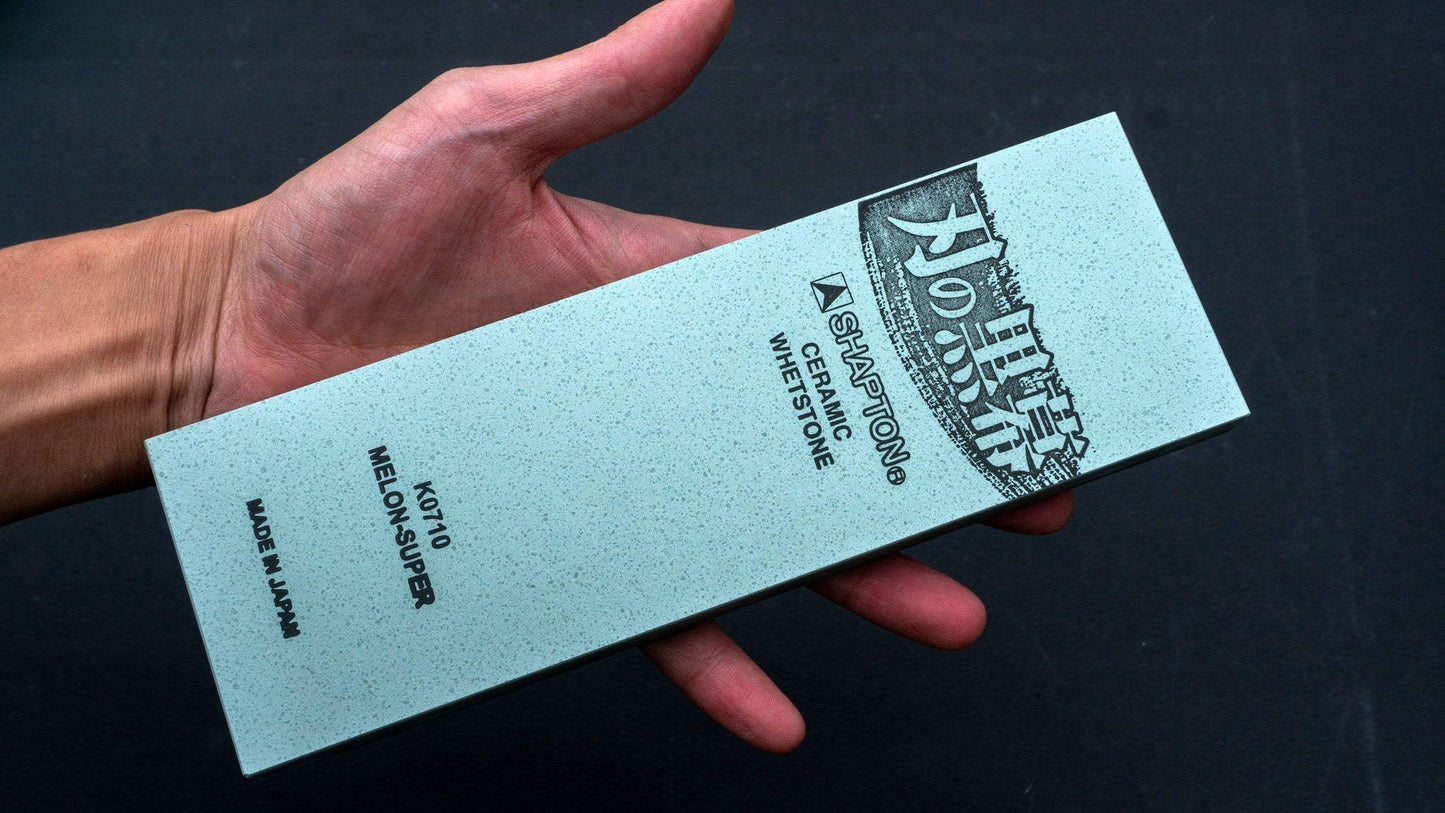 刃の黒幕
SHAPTON®
CERAMIC
WHETSTONE
K0710
MELON-SUPER
MADE IN JAPAN